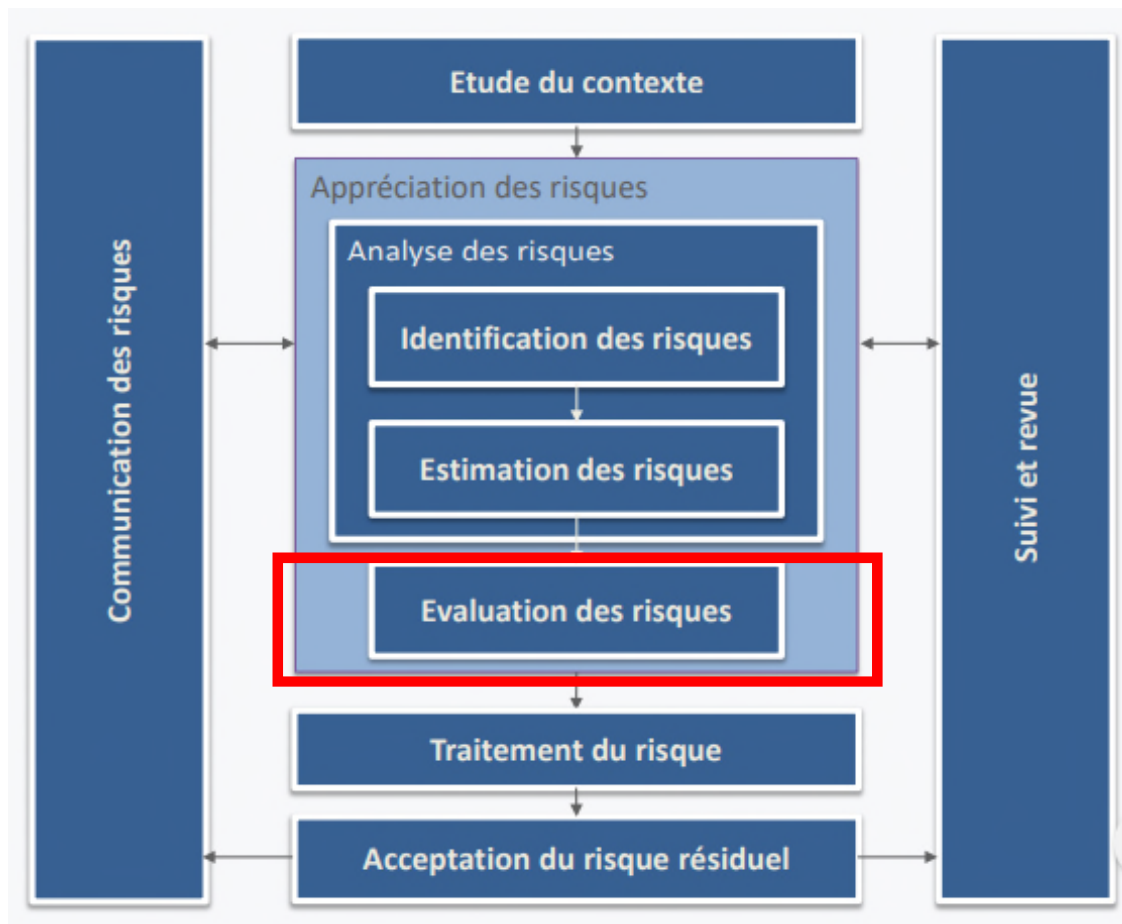 Etude du contexte
Appréciation des risques
Analyse des risques
Identification des risques
Estimation des risques
Evaluation des risques
Traitement du risque
Acceptation du risque résiduel
Communication des risques
Suivi et revue